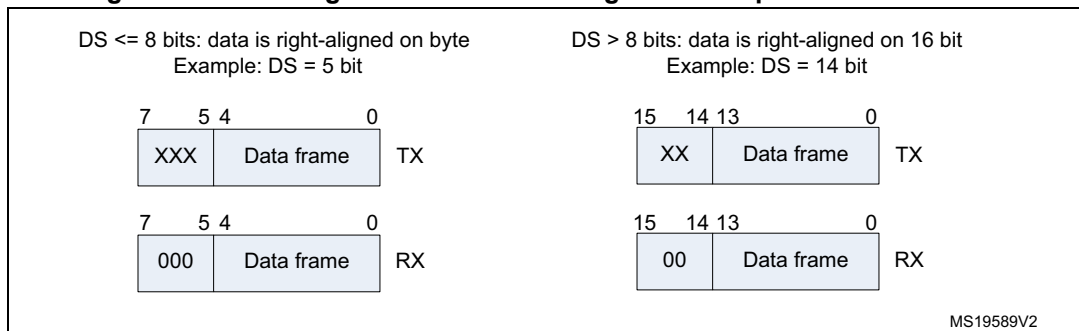 DS <= 8 bits: data is right-aligned on byte
Example: DS = 5 bit
DS > 8 bits: data is right-aligned on 16 bit
Example: DS = 14 bit
7 5 4 0
XXX Data frame TX
15 14 13 0
XX Data frame TX
7 5 4 0
000 Data frame RX
15 14 13 0
00 Data frame RX
MS19589V2